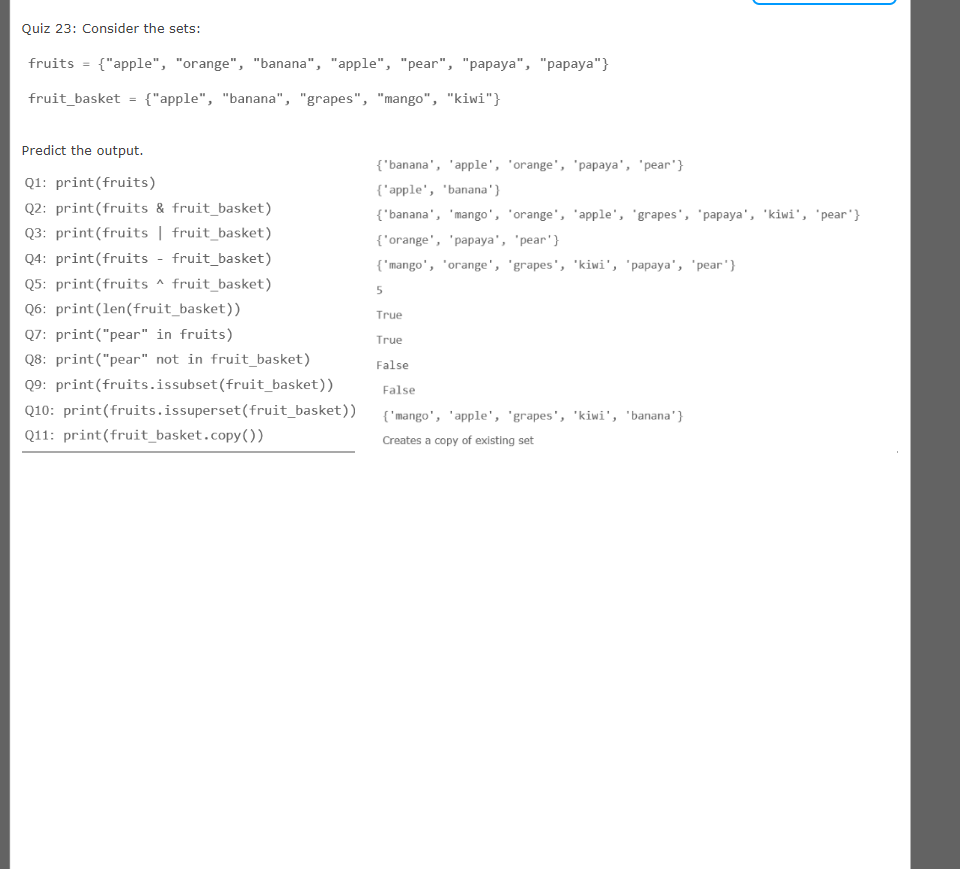 Quiz 23: Consider the sets:
fruits = {"apple", "orange", "banana", "apple", "pear", "papaya", "papaya"}
fruit_basket = {"apple", "banana", "grapes", "mango", "kiwi"}
Predict the output.
Q1: print(fruits)
Q2: print(fruits & fruit_basket)
Q3: print(fruits | fruit_basket)
Q4: print(fruits - fruit_basket)
Q5: print(fruits ^ fruit_basket)
Q6: print(len(fruit_basket))
Q7: print("pear" in fruits)
Q8: print("pear" not in fruit_basket)
Q9: print(fruits.issubset(fruit_basket))
Q10: print(fruits.issuperset(fruit_basket))
Q11: print(fruit_basket.copy())
{'banana', 'apple', 'orange', 'papaya', 'pear'}
{'apple', 'banana'}
{'banana', 'mango', 'orange', 'apple', 'grapes', 'papaya', 'kiwi', 'pear'}
{'orange', 'papaya', 'pear'}
{'mango', 'orange', 'grapes', 'kiwi', 'papaya', 'pear'}
5
True
True
False
False
{'mango', 'apple', 'grapes', 'kiwi', 'banana'}
Creates a copy of existing set